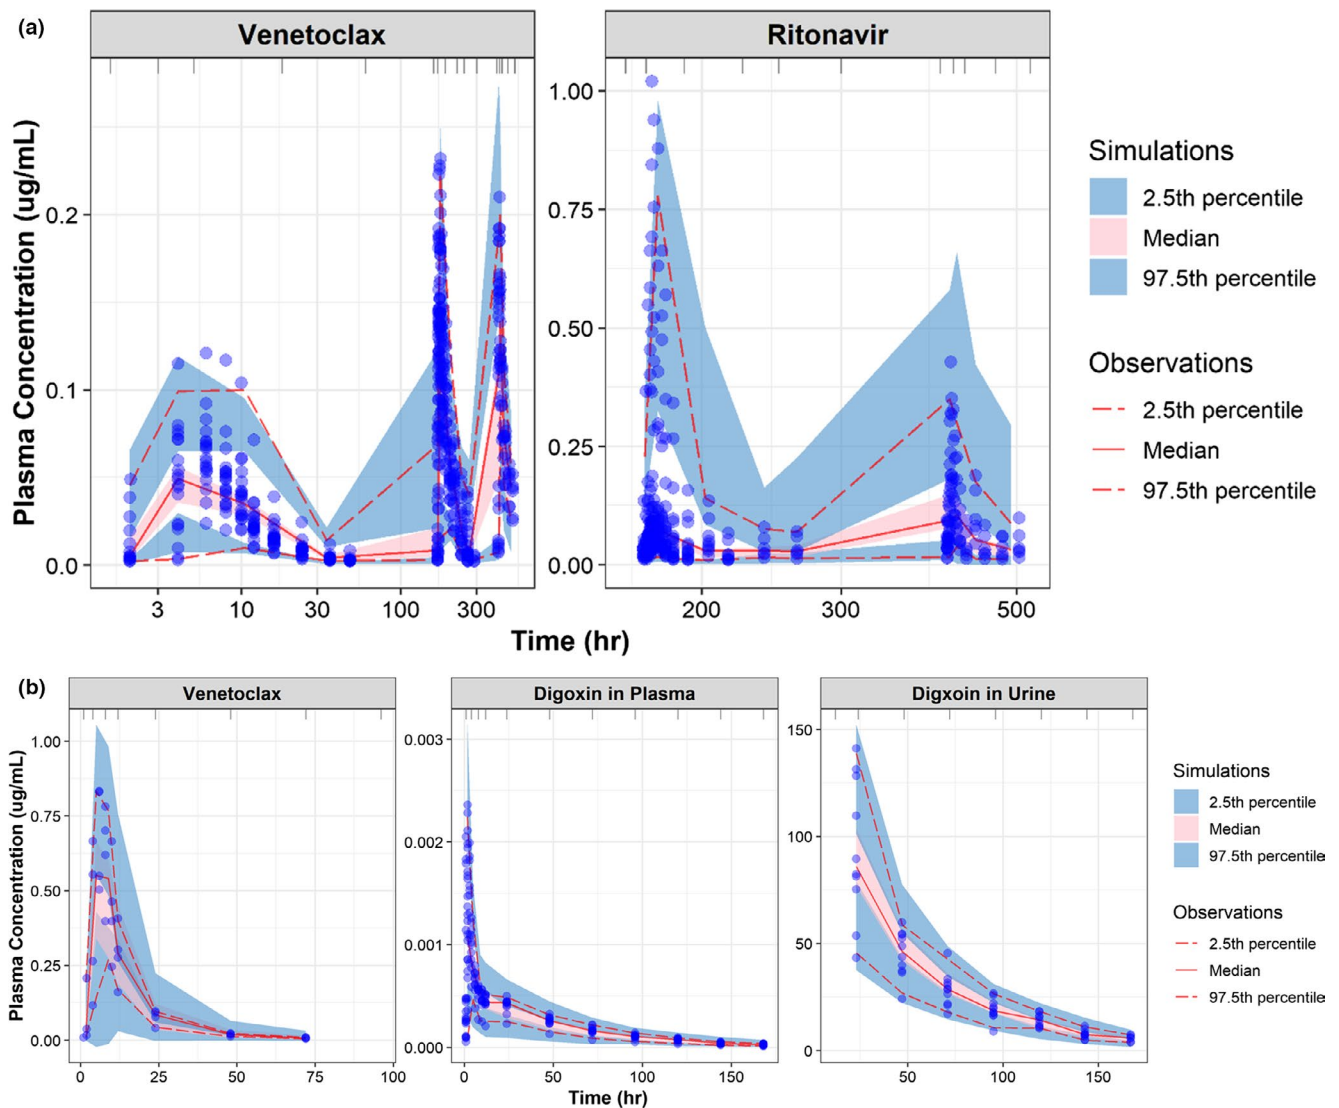 (a)
Venetoclax
Ritonavir
Plasma Concentration (ug/mL)
0.2
0.1
0.0
3 10 30 100 300
1.00
0.75
0.50
0.25
0.00
200 300 500
Time (hr)
Simulations
2.5th percentile
Median
97.5th percentile
Observations
2.5th percentile
Median
97.5th percentile
(b)
Venetoclax
Digoxin in Plasma
Digxoin in Urine
Plasma Concentration (ug/mL)
1.00
0.75
0.50
0.25
0.00
0 25 50 75 100
0.003
0.002
0.001
0.000
0 50 100 150
150
100
50
0
50 100 150
Time (hr)
Simulations
2.5th percentile
Median
97.5th percentile
Observations
2.5th percentile
Median
97.5th percentile